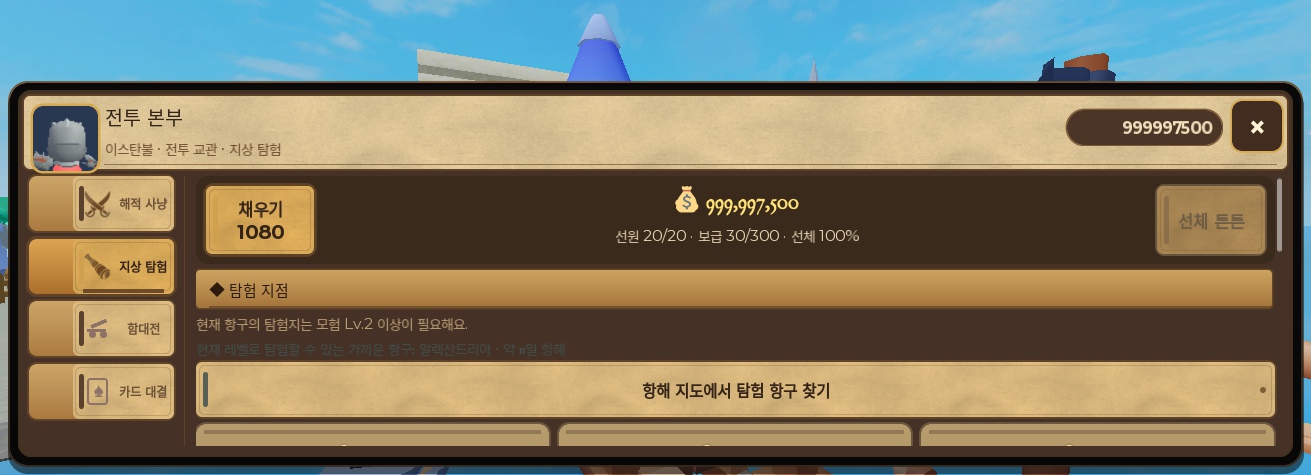 전투 본부
이스탄불 · 전투 교관 · 지상 탐험
999997500
×
해적 사냥
지상 탐험
함대전
카드 대결
채우기
1080
$ 999,997,500
선원 20/20 · 보급 30/300 · 선체 100%
선체 튼튼
◆ 탐험 지점
현재 항구의 탐험지는 모험 Lv.2 이상이 필요해요.
현재 레벨로 탐험할 수 있는 가까운 항구: 알렉산드리아 · 약 8일 항해
항해 지도에서 탐험 항구 찾기